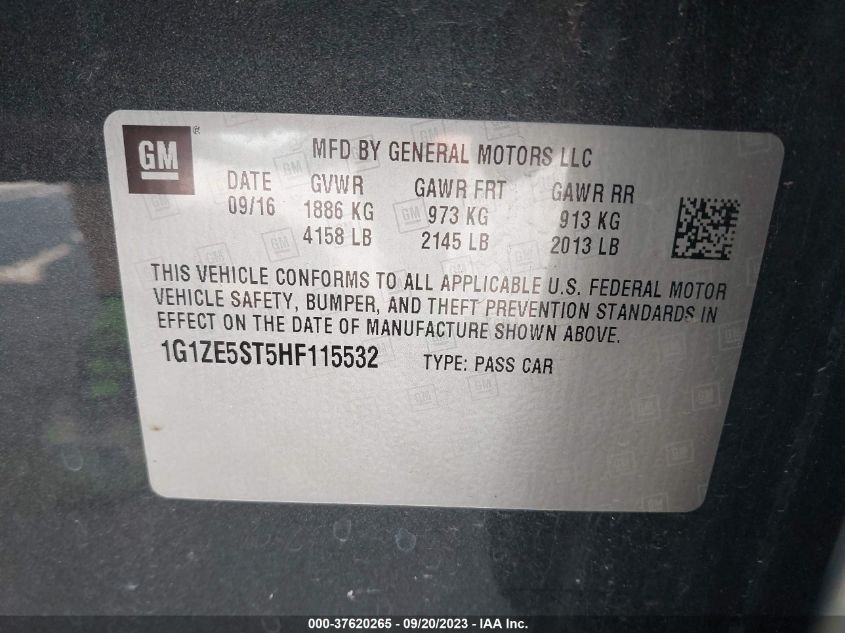 GM ®
MFD BY GENERAL MOTORS LLC
DATE GVWR GAWR FRT GAWR RR
09/16 1886 KG 973 KG 913 KG
4158 LB 2145 LB 2013 LB
THIS VEHICLE CONFORMS TO ALL APPLICABLE U.S. FEDERAL MOTOR
VEHICLE SAFETY, BUMPER, AND THEFT PREVENTION STANDARDS IN
EFFECT ON THE DATE OF MANUFACTURE SHOWN ABOVE.
1G1ZE5ST5HF115532 TYPE: PASS CAR
000-37620265 - 09/20/2023 - IAA Inc.